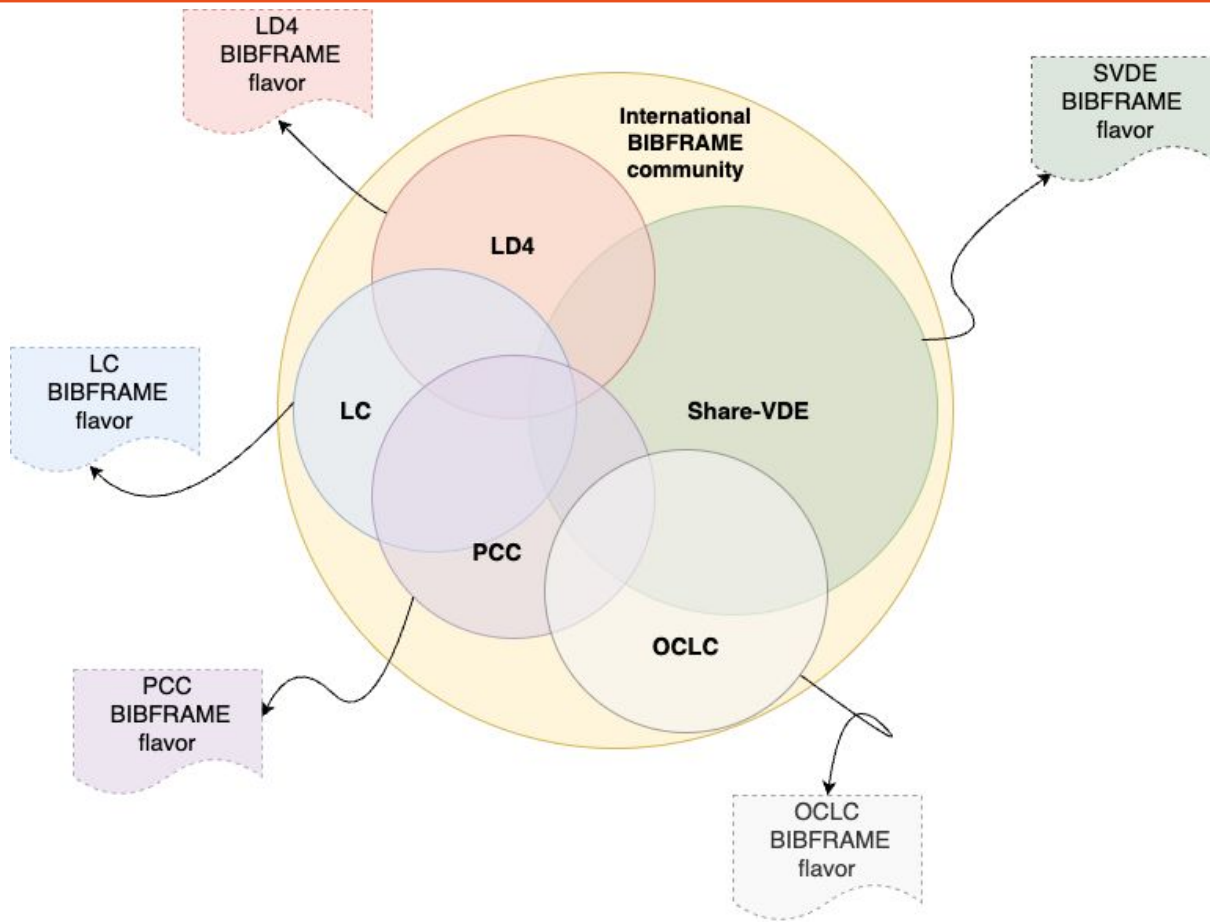 LD4
BIBFRAME
flavor
SVDE
BIBFRAME
flavor
International
BIBFRAME
community
LD4
LC
BIBFRAME
flavor
LC
Share-VDE
PCC
OCLC
PCC
BIBFRAME
flavor
OCLC
BIBFRAME
flavor